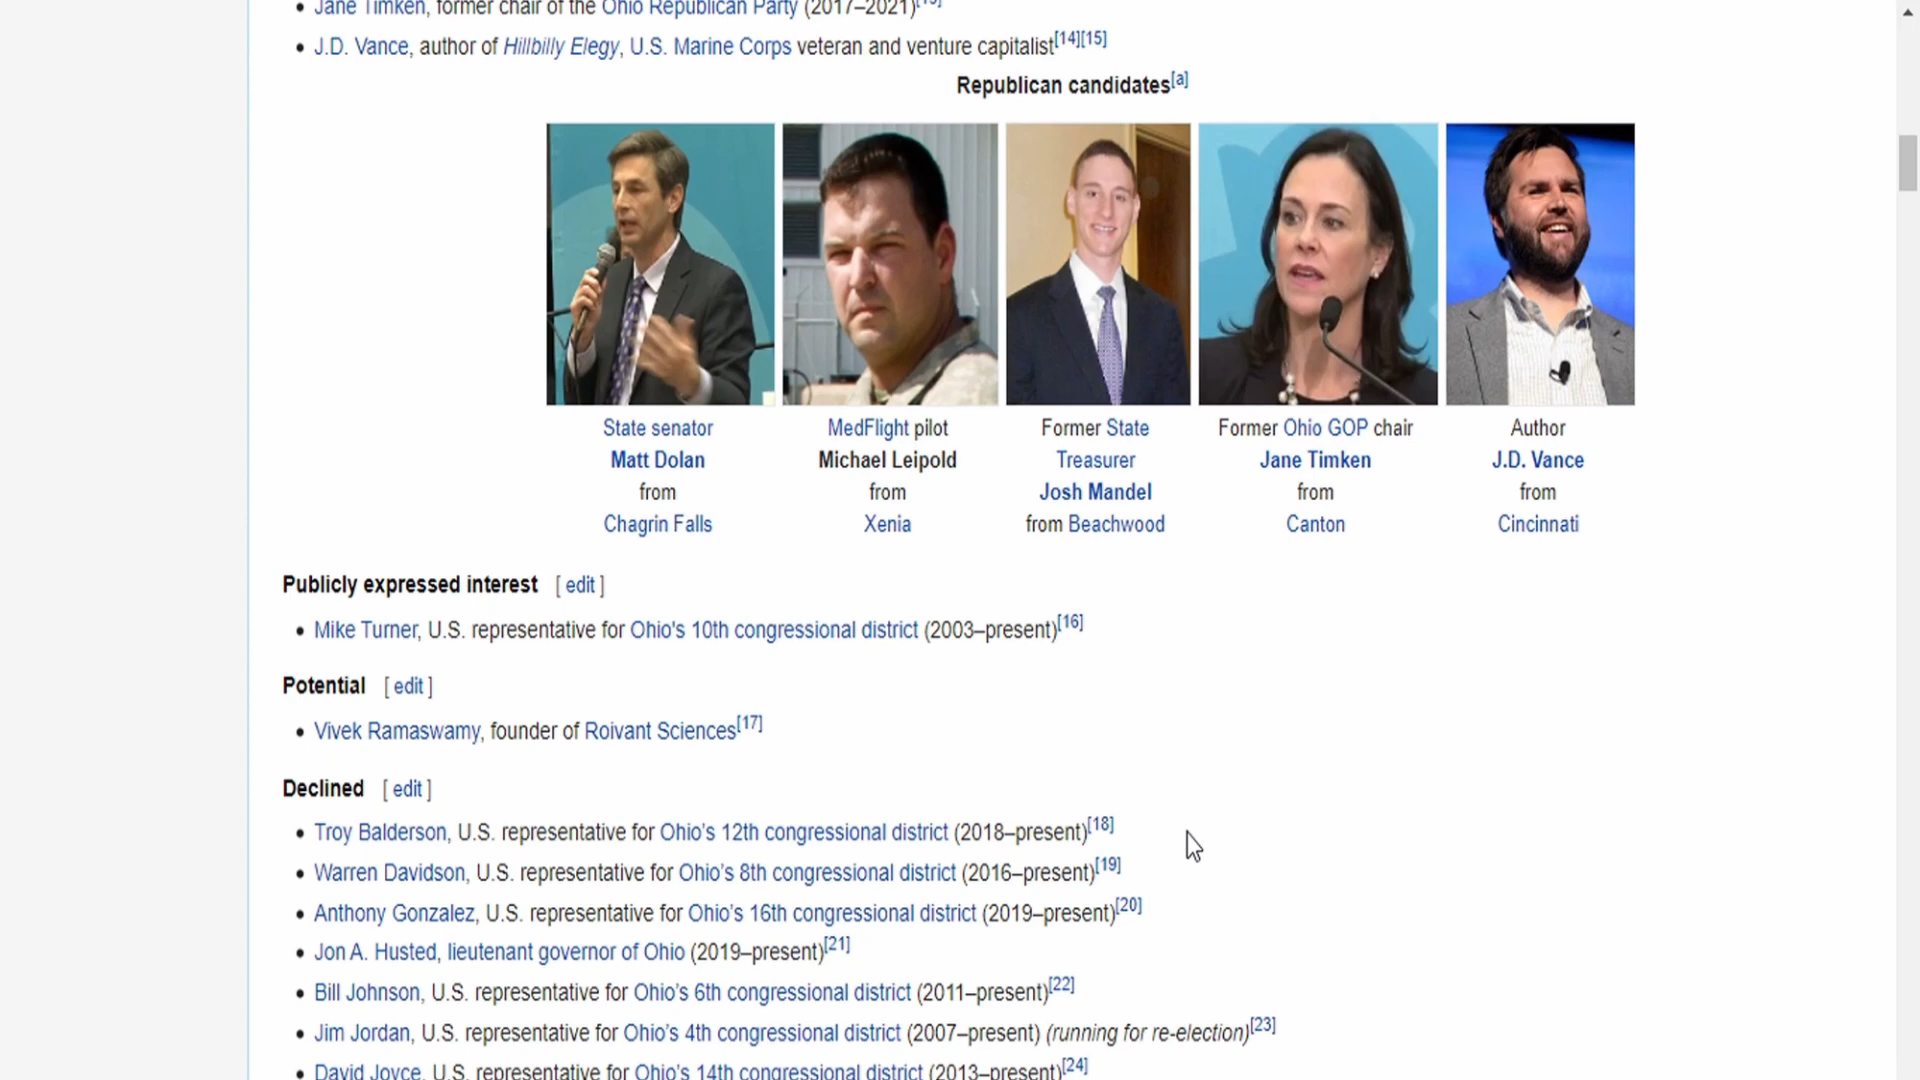 Jane Timken, former chair of the Ohio Republican Party (2017–2021)[13]
J.D. Vance, author of Hillbilly Elegy, U.S. Marine Corps veteran and venture capitalist[14][15]
Republican candidates[a]
State senator
Matt Dolan
from
Chagrin Falls
MedFlight pilot
Michael Leipold
from
Xenia
Former State
Treasurer
Josh Mandel
from Beachwood
Former Ohio GOP chair
Jane Timken
from
Canton
Author
J.D. Vance
from
Cincinnati
Publicly expressed interest [ edit ]
Mike Turner, U.S. representative for Ohio's 10th congressional district (2003–present)[16]
Potential [ edit ]
Vivek Ramaswamy, founder of Roivant Sciences[17]
Declined [ edit ]
Troy Balderson, U.S. representative for Ohio’s 12th congressional district (2018–present)[18]
Warren Davidson, U.S. representative for Ohio’s 8th congressional district (2016–present)[19]
Anthony Gonzalez, U.S. representative for Ohio’s 16th congressional district (2019–present)[20]
Jon A. Husted, lieutenant governor of Ohio (2019–present)[21]
Bill Johnson, U.S. representative for Ohio’s 6th congressional district (2011–present)[22]
Jim Jordan, U.S. representative for Ohio’s 4th congressional district (2007–present) (running for re-election)[23]
David Joyce, U.S. representative for Ohio’s 14th congressional district (2013–present)[24]